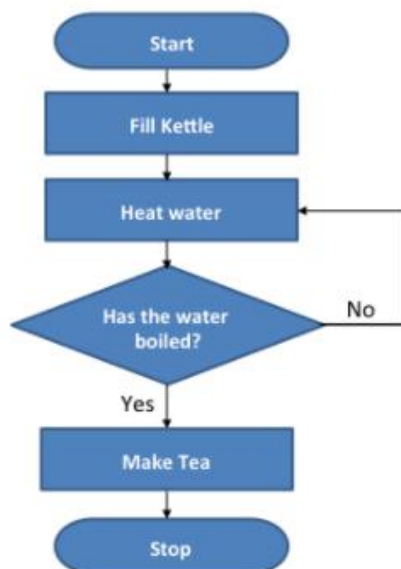 Start
Fill Kettle
Heat water
Has the water
boiled?
No
Yes
Make Tea
Stop